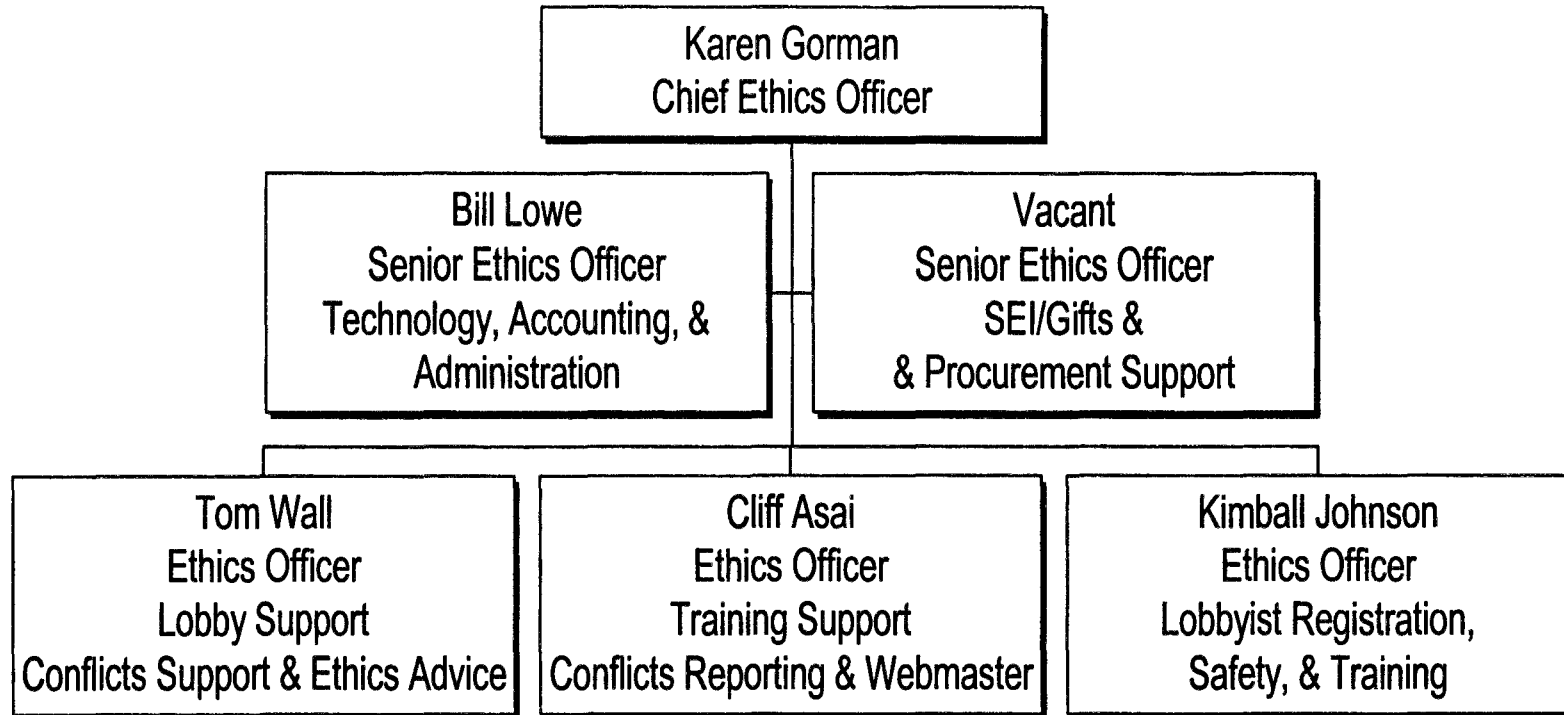 Karen Gorman
Chief Ethics Officer
Bill Lowe
Senior Ethics Officer
Technology, Accounting, &
Administration
Vacant
Senior Ethics Officer
SEI/Gifts &
& Procurement Support
Tom Wall
Ethics Officer
Lobby Support
Conflicts Support & Ethics Advice
Cliff Asai
Ethics Officer
Training Support
Conflicts Reporting & Webmaster
Kimball Johnson
Ethics Officer
Lobbyist Registration,
Safety, & Training